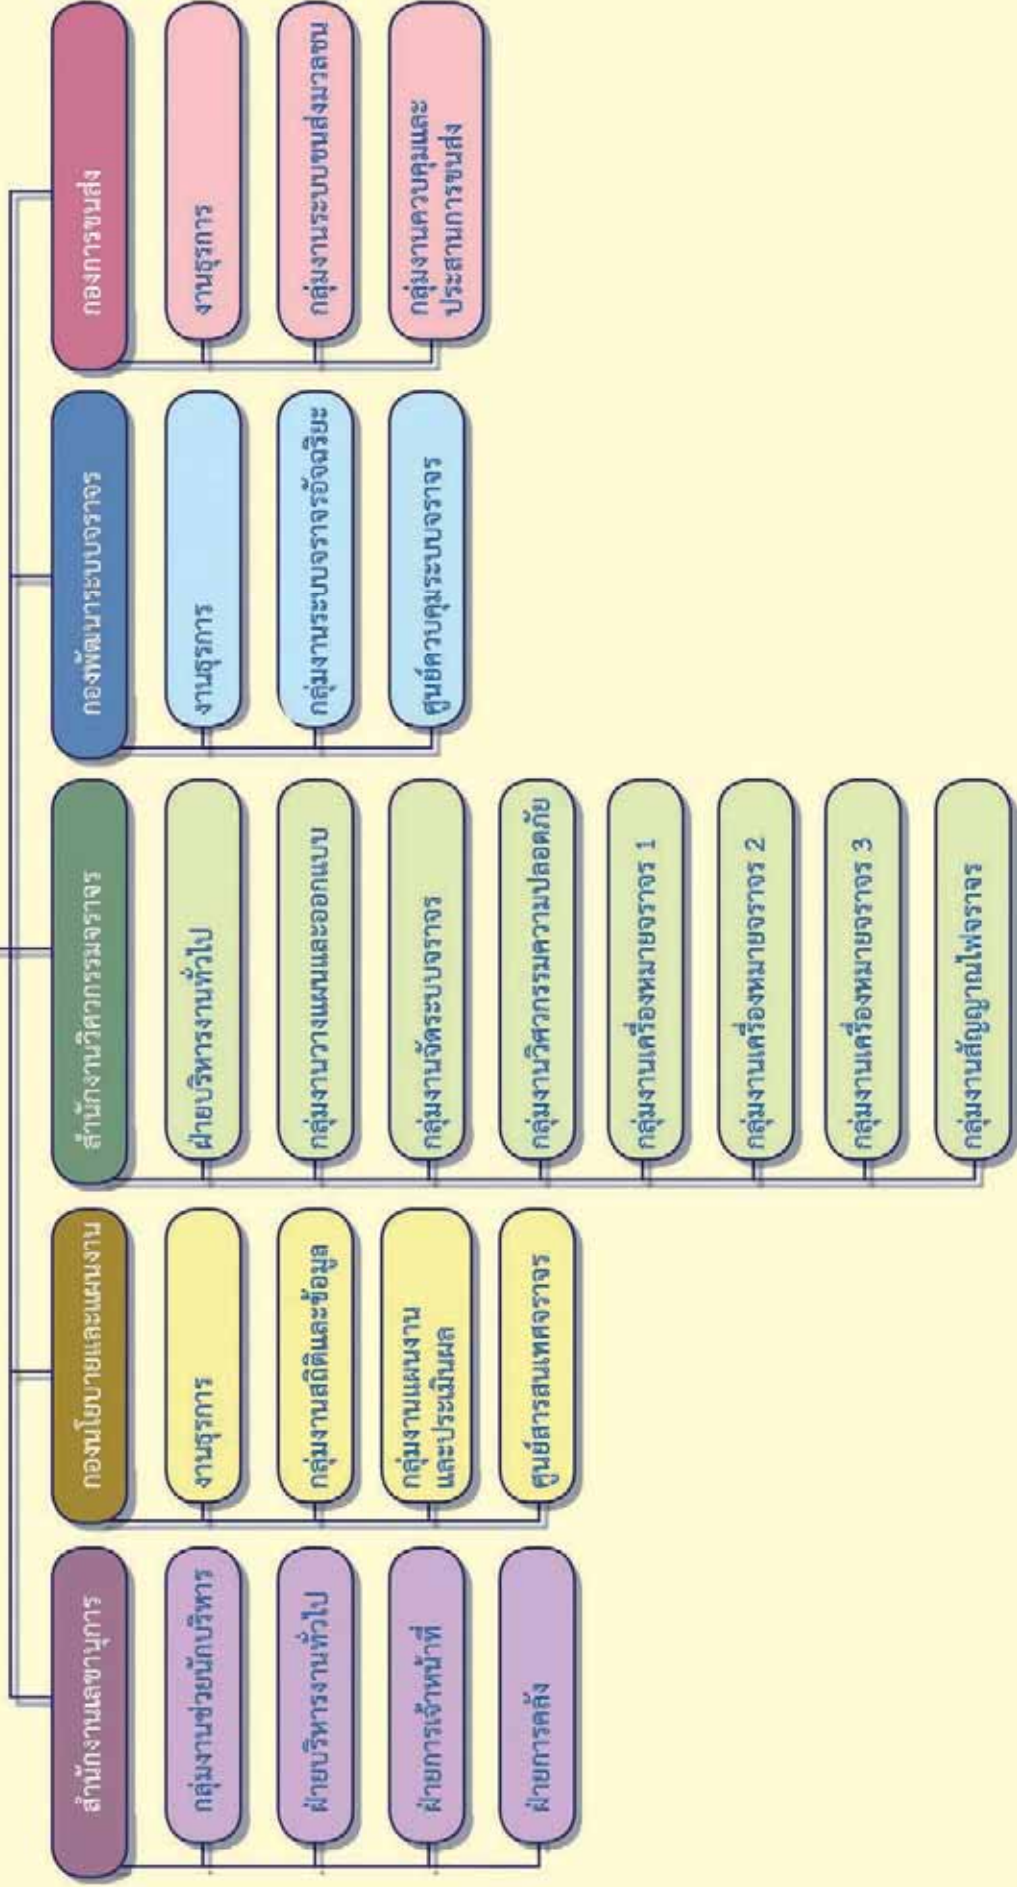 สำนักงานเลขานุการ
กลุ่มงานช่วยนักบริหาร
ฝ่ายบริหารงานทั่วไป
ฝ่ายการเจ้าหน้าที่
ฝ่ายการคลัง
กองนโยบายและแผนงาน
งานธุรการ
กลุ่มงานสถิติและข้อมูล
กลุ่มงานแผนงาน
และประเมินผล
ศูนย์สารสนเทศจราจร
สำนักงานวิศวกรรมจราจร
ฝ่ายบริหารงานทั่วไป
กลุ่มงานวางแผนและออกแบบ
กลุ่มงานจัดระบบจราจร
กลุ่มงานวิศวกรรมความปลอดภัย
กลุ่มงานเครื่องหมายจราจร 1
กลุ่มงานเครื่องหมายจราจร 2
กลุ่มงานเครื่องหมายจราจร 3
กลุ่มงานสัญญาณไฟจราจร
กองพัฒนาระบบจราจร
งานธุรการ
กลุ่มงานระบบจราจรอัจฉริยะ
ศูนย์ควบคุมระบบจราจร
กองการขนส่ง
งานธุรการ
กลุ่มงานระบบขนส่งมวลชน
กลุ่มงานควบคุมและ
ประสานการขนส่ง